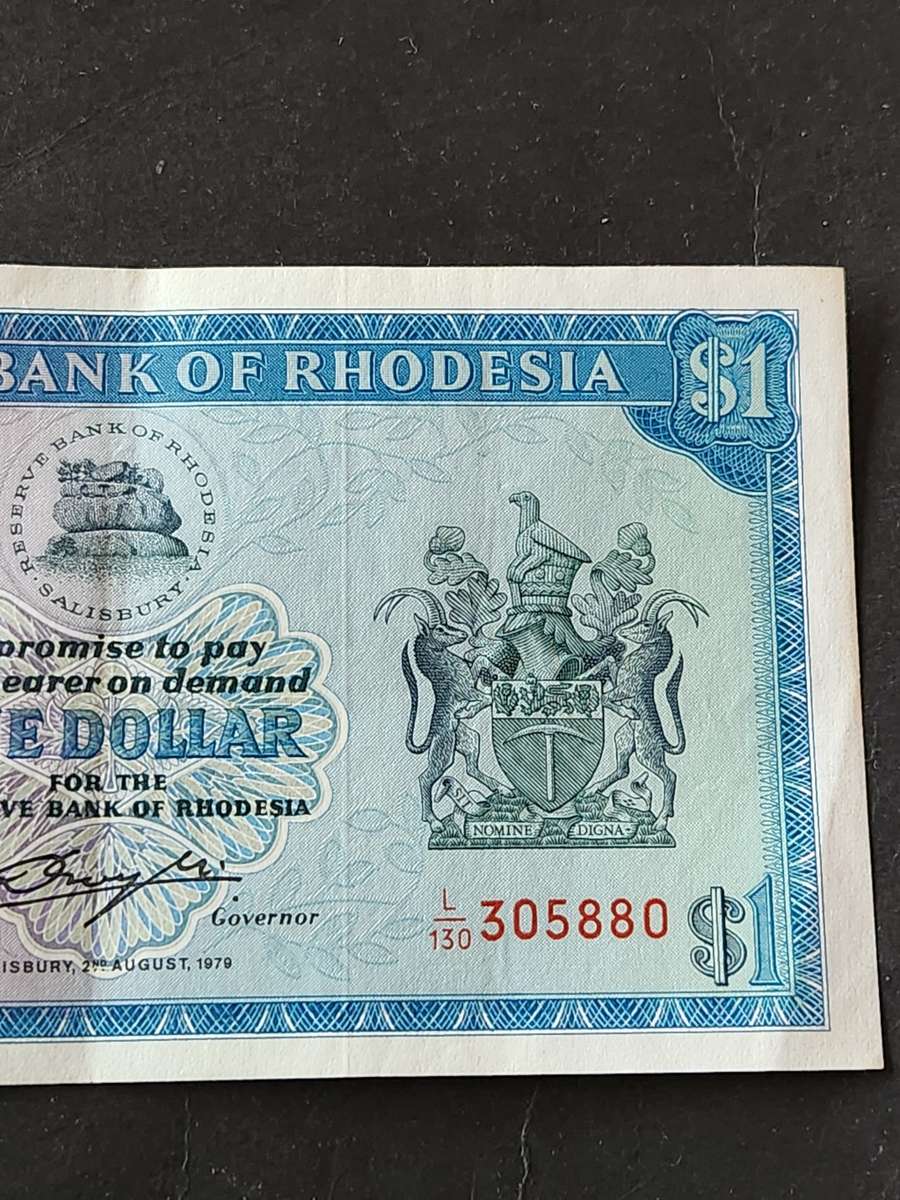 BANK OF RHODESIA
$1
RESERVE BANK OF RHODESIA
· SALISBURY ·
promise to pay
earer on demand
E DOLLAR
FOR THE
VE BANK OF RHODESIA
SIT
NOMINE DIGNA
Governor
L/130 305880
$1
ISBURY, 2ND AUGUST, 1979